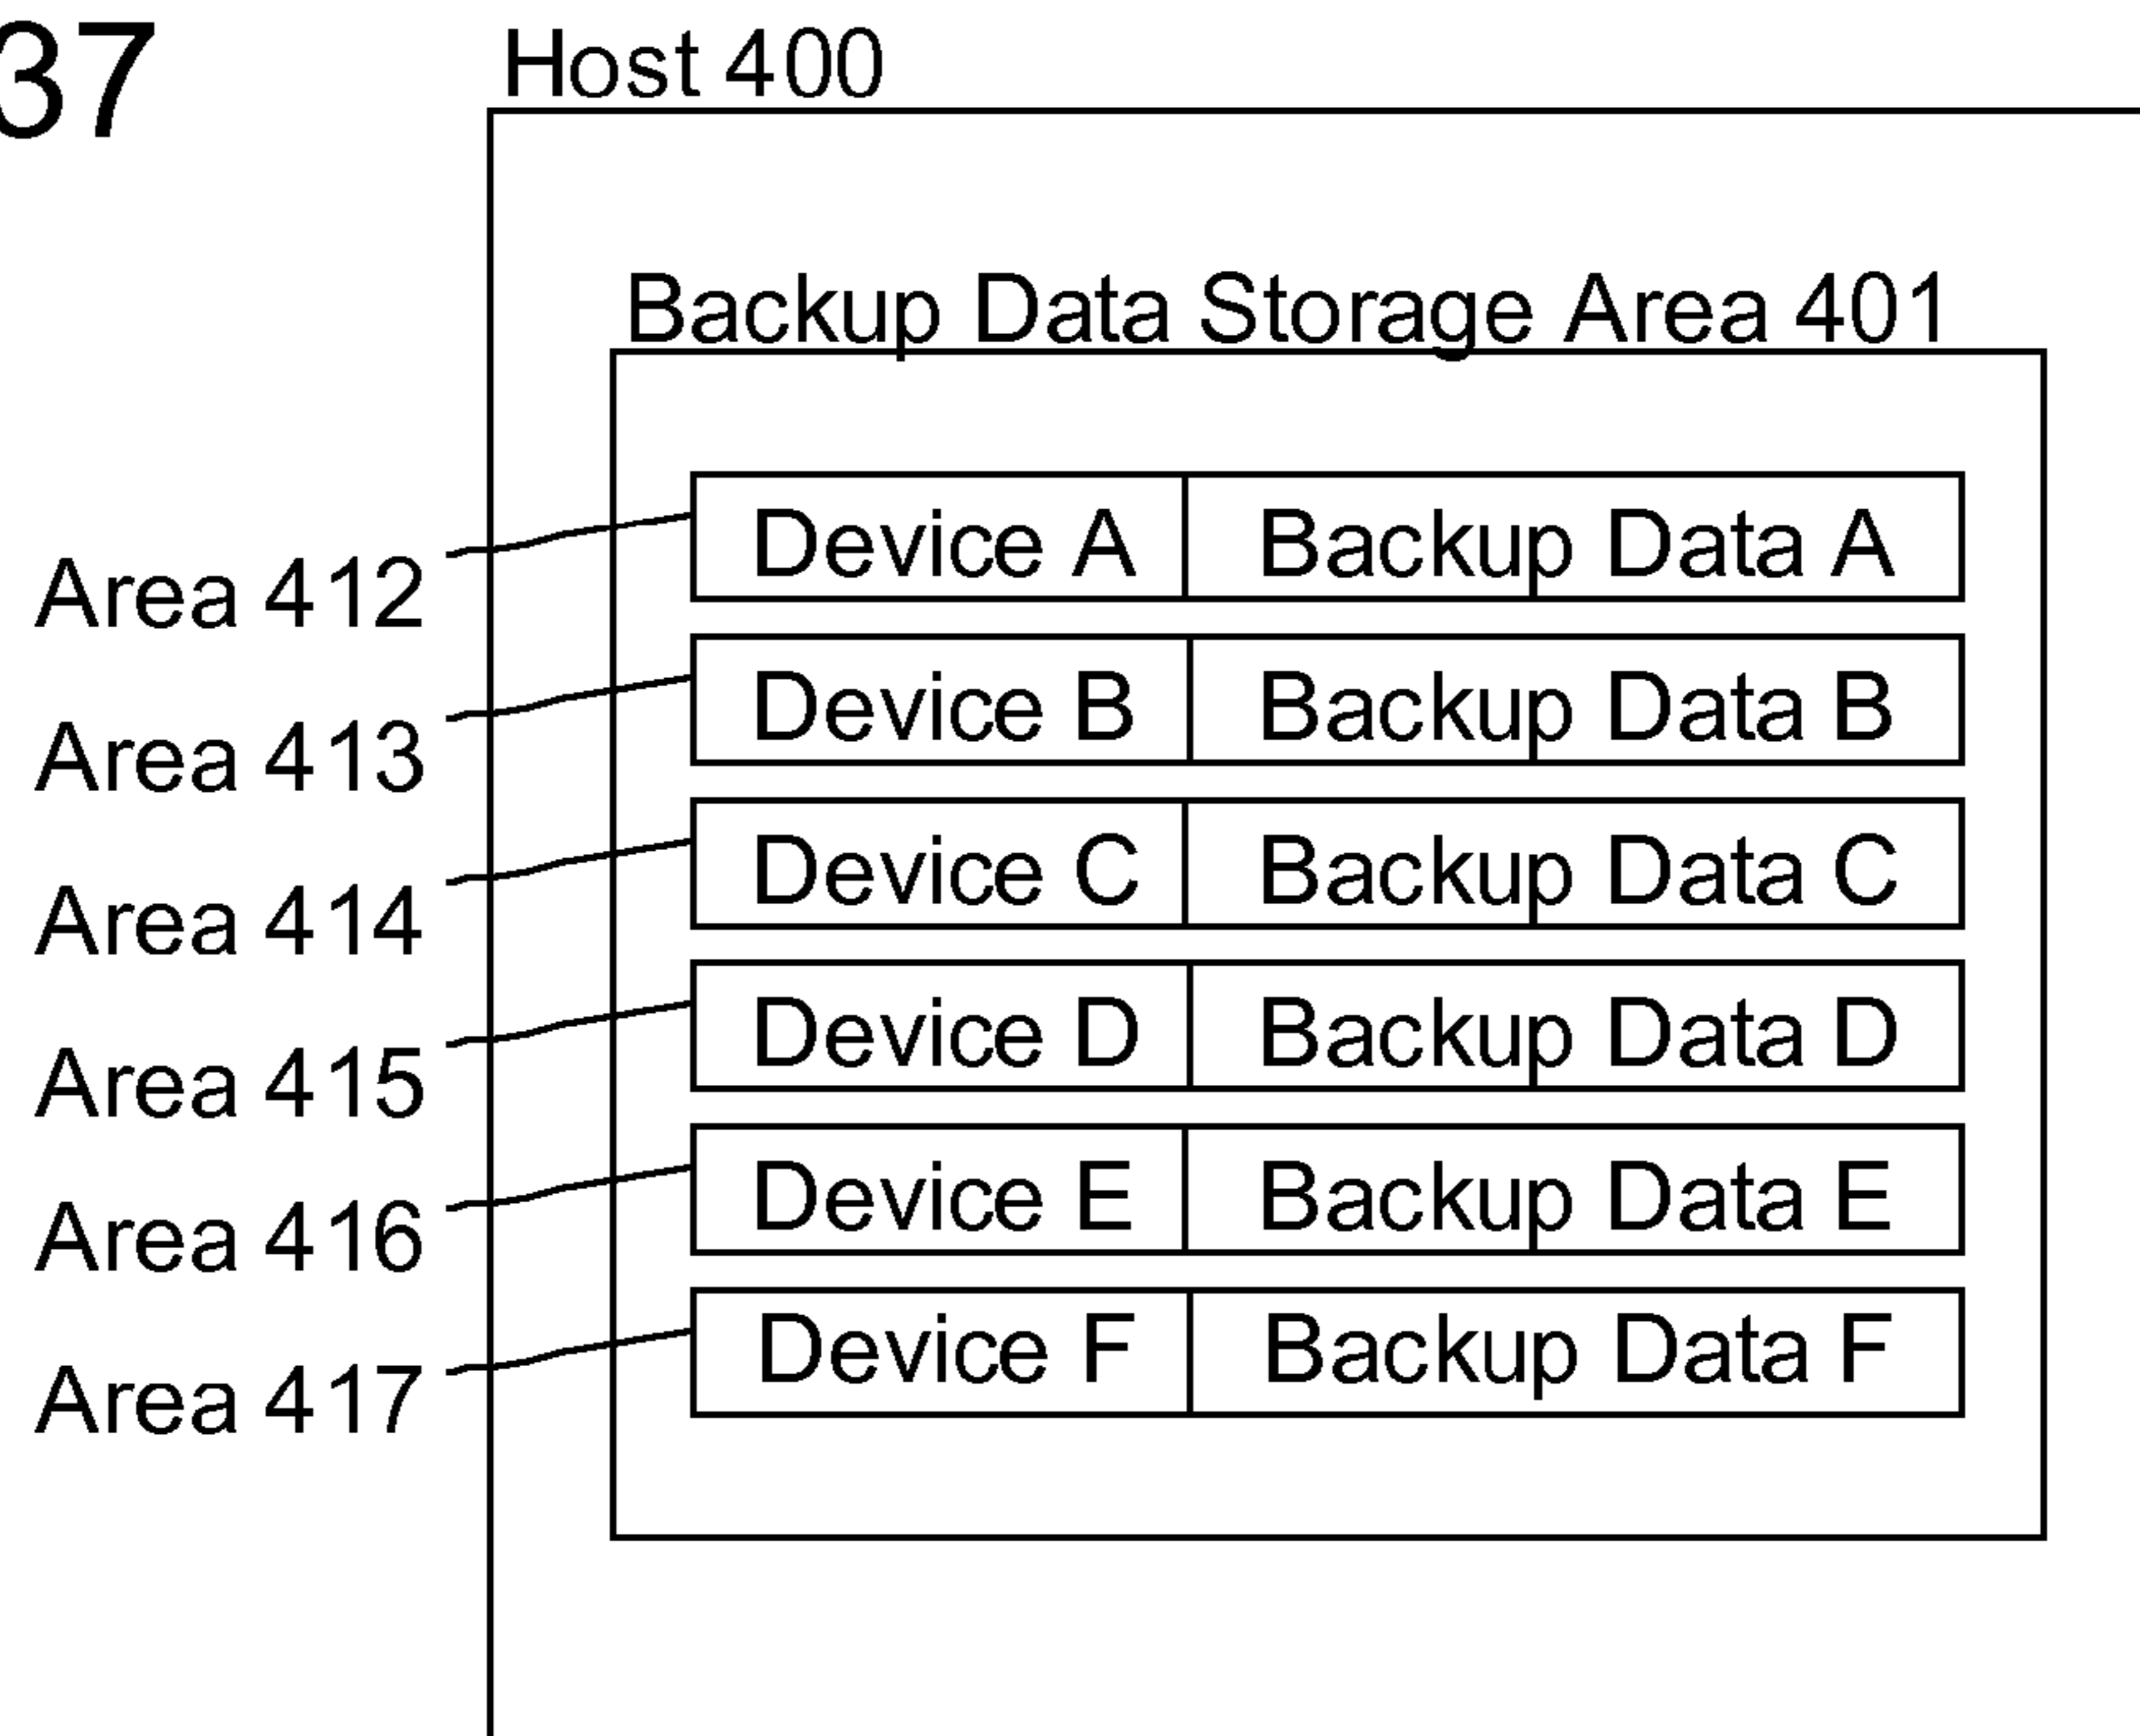 37
Host 400
Backup Data Storage Area 401
Area 412 Device A Backup Data A
Area 413 Device B Backup Data B
Area 414 Device C Backup Data C
Area 415 Device D Backup Data D
Area 416 Device E Backup Data E
Area 417 Device F Backup Data F